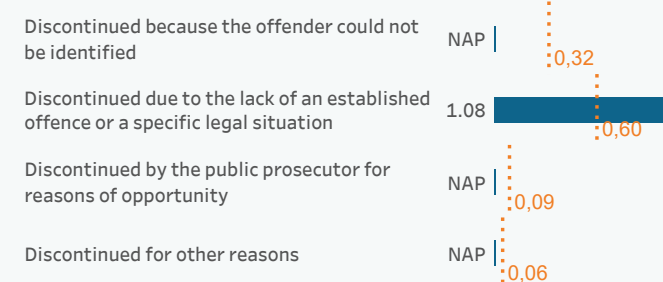 Discontinued because the offender could not
be identified
NAP
0,32
Discontinued due to the lack of an established
offence or a specific legal situation
1.08
0,60
Discontinued by the public prosecutor for
reasons of opportunity
NAP
0,09
Discontinued for other reasons
NAP
0,06